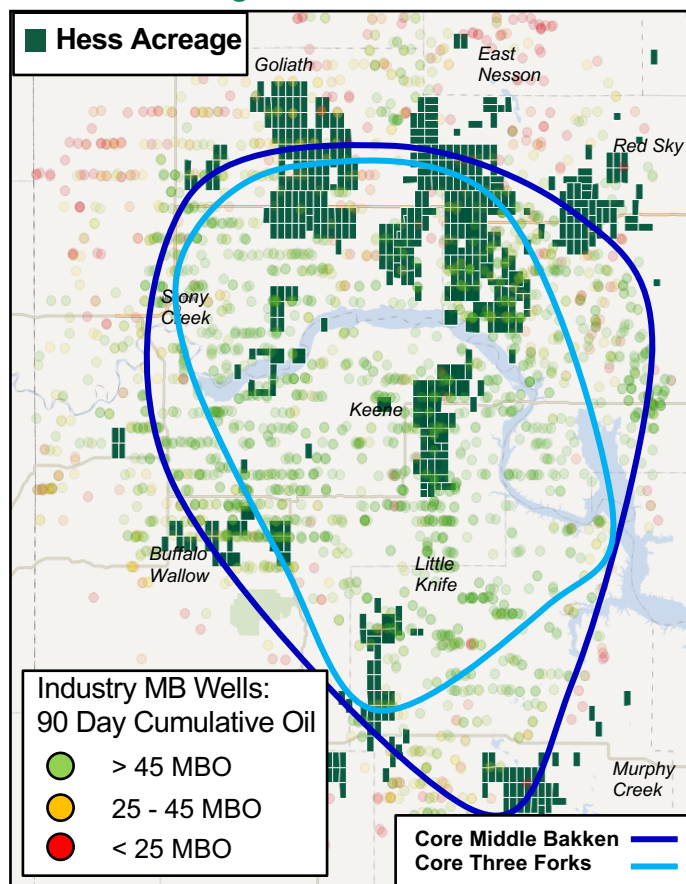 Hess Acreage
Goliath
East
Nesson
Red Sky
Stony
Creek
Keene
Buffalo
Wallow
Little
Knife
Industry MB Wells:
90 Day Cumulative Oil
> 45 MBO
25 - 45 MBO
< 25 MBO
Murphy
Creek
Core Middle Bakken
Core Three Forks